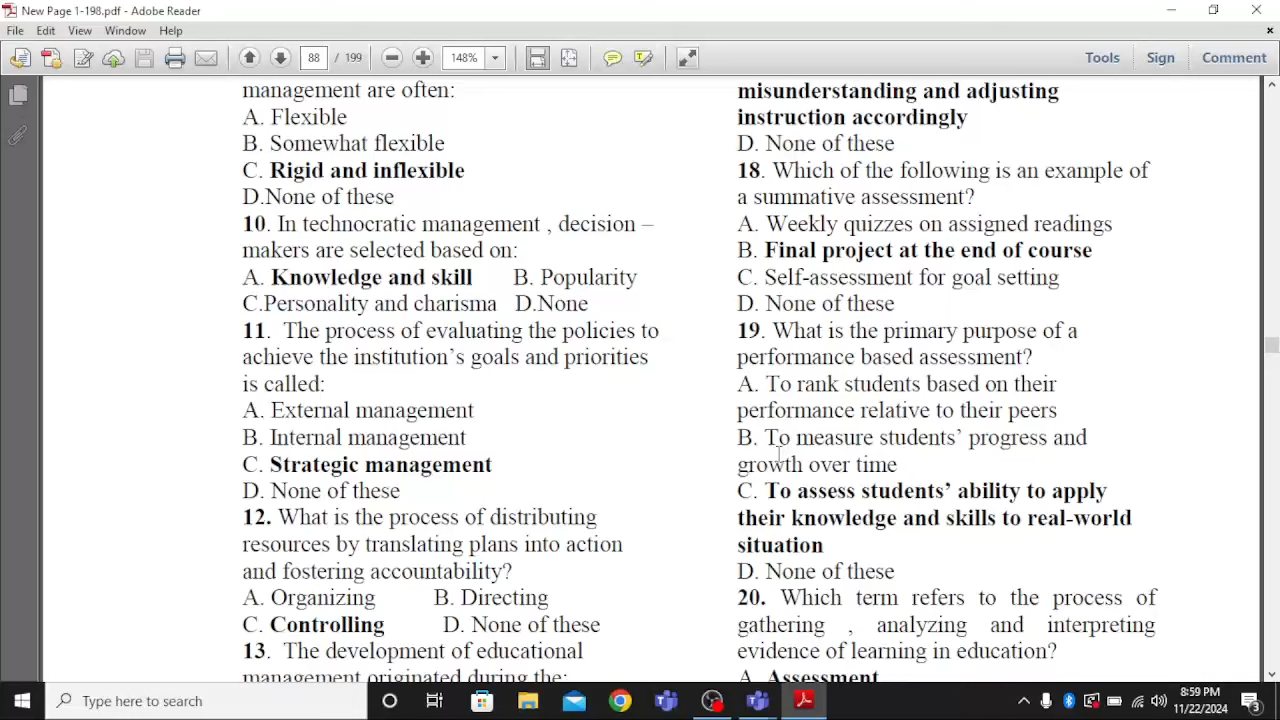 New Page 1-198.pdf - Adobe Reader
File Edit View Window Help
88 / 199
148%
Tools Sign Comment
management are often:
A. Flexible
B. Somewhat flexible
C. Rigid and inflexible
D.None of these
10. In technocratic management , decision –
makers are selected based on:
A. Knowledge and skill B. Popularity
C.Personality and charisma D.None
11. The process of evaluating the policies to
achieve the institution’s goals and priorities
is called:
A. External management
B. Internal management
C. Strategic management
D. None of these
12. What is the process of distributing
resources by translating plans into action
and fostering accountability?
A. Organizing B. Directing
C. Controlling D. None of these
13. The development of educational
management originated during the:
misunderstanding and adjusting
instruction accordingly
D. None of these
18. Which of the following is an example of
a summative assessment?
A. Weekly quizzes on assigned readings
B. Final project at the end of course
C. Self-assessment for goal setting
D. None of these
19. What is the primary purpose of a
performance based assessment?
A. To rank students based on their
performance relative to their peers
B. To measure students’ progress and
growth over time
C. To assess students’ ability to apply
their knowledge and skills to real-world
situation
D. None of these
20. Which term refers to the process of
gathering , analyzing and interpreting
evidence of learning in education?
A. Assessment
Type here to search
8:59 PM
11/22/2024
3